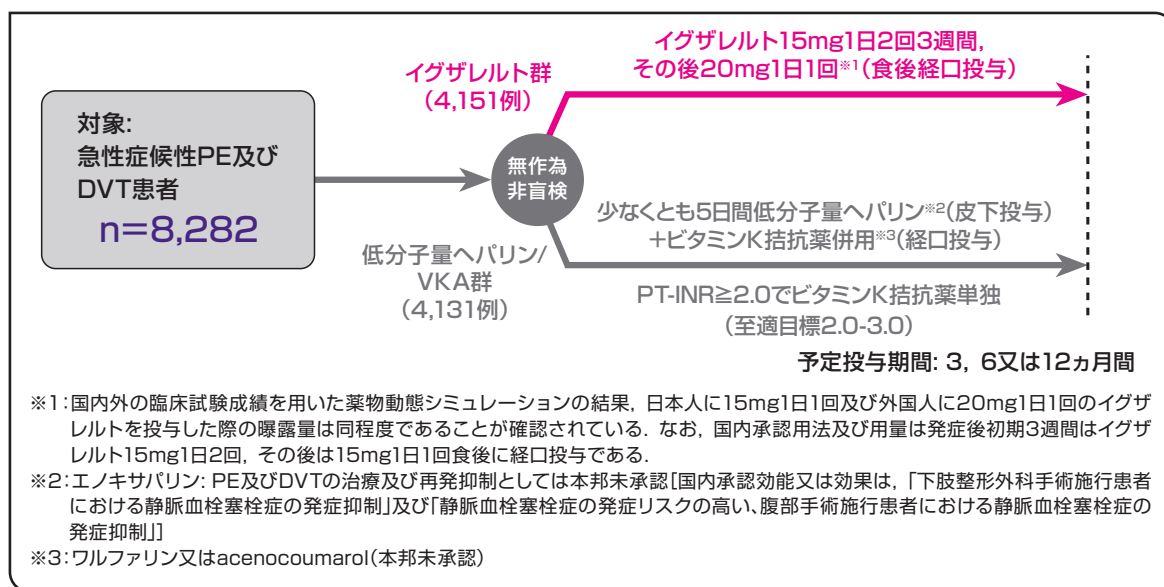 対象:
急性症候性PE及び
DVT患者
n=8,282
イグザレルト群
(4,151例)
イグザレルト15mg1日2回3週間,
その後20mg1日1回※1(食後経口投与)
無作為
非盲検
低分子量ヘパリン/
VKA群
(4,131例)
少なくとも5日間低分子量ヘパリン※2(皮下投与)
+ビタミンK拮抗薬併用※3(経口投与)
PT-INR≧2.0でビタミンK拮抗薬単独
(至適目標2.0-3.0)
予定投与期間: 3, 6又は12ヵ月間
※1:国内外の臨床試験成績を用いた薬物動態シミュレーションの結果, 日本人に15mg1日1回及び外国人に20mg1日1回のイグザ
レルトを投与した際の曝露量は同程度であることが確認されている. なお, 国内承認用法及び用量は発症後初期3週間はイグザ
レルト15mg1日2回, その後は15mg1日1回食後に経口投与である.
※2:エノキサパリン: PE及びDVTの治療及び再発抑制としては本邦未承認[国内承認効能又は効果は, 「下肢整形外科手術施行患者
における静脈血栓塞栓症の発症抑制」及び「静脈血栓塞栓症の発症リスクの高い、腹部手術施行患者における静脈血栓塞栓症の
発症抑制」]
※3:ワルファリン又はacenocoumarol(本邦未承認)